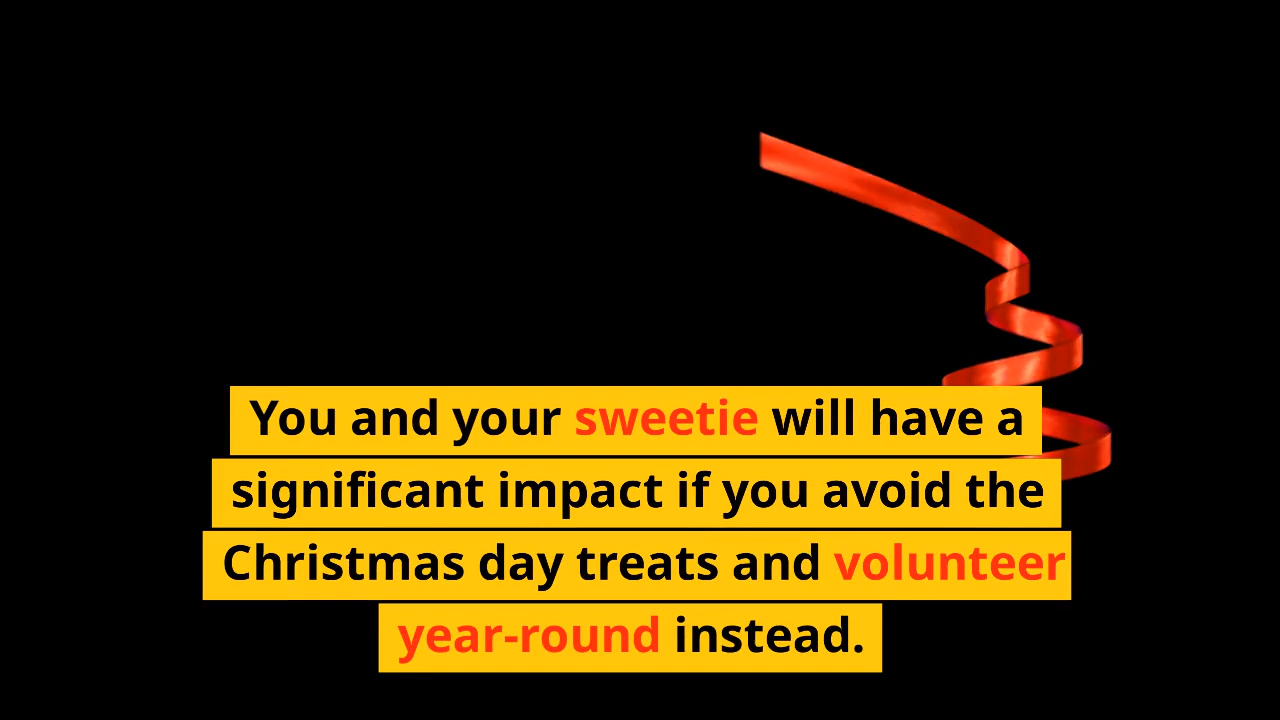 You and your sweetie will have a
significant impact if you avoid the
Christmas day treats and volunteer
year-round instead.